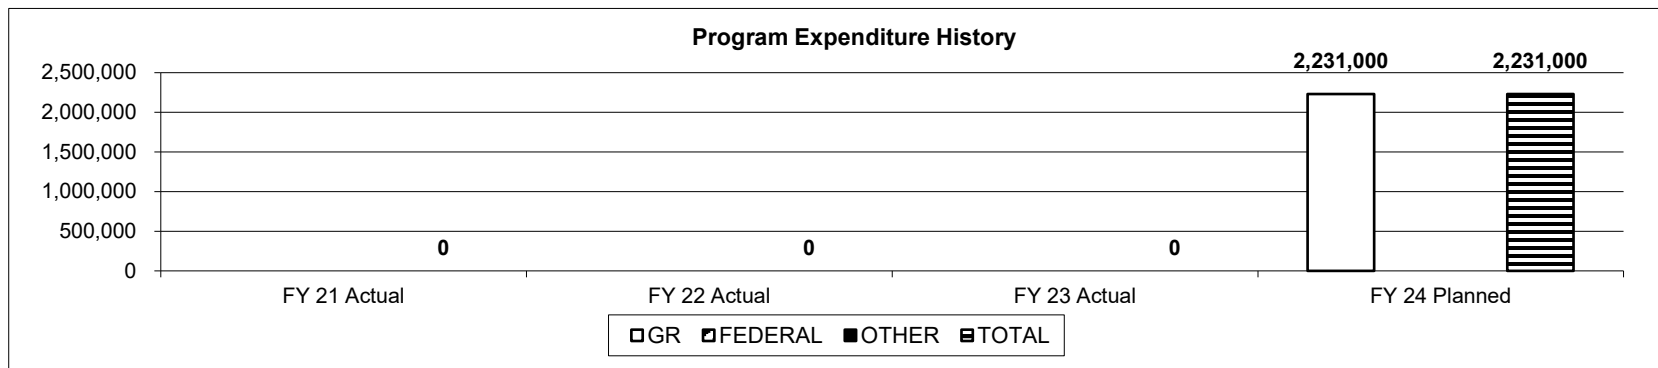 Program Expenditure History
2,231,000 2,231,000
2,500,000
2,000,000
1,500,000
1,000,000
500,000
0 0 0
0
FY 21 Actual FY 22 Actual FY 23 Actual FY 24 Planned
GR FEDERAL OTHER TOTAL